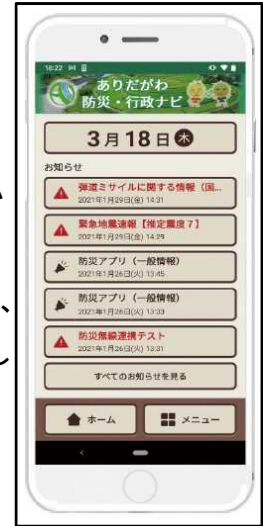 18:22
ありだがわ
防災・行政ナビ
3月18日木
お知らせ
弾道ミサイルに関する情報（国...
2021年1月29日(金) 14:31
緊急地震速報【推定震度７】
2021年1月29日(金) 14:29
防災アプリ（一般情報）
2021年1月26日(火) 13:45
防災アプリ（一般情報）
2021年1月26日(火) 13:33
防災無線連携テスト
2021年1月26日(火) 13:31
すべてのお知らせを見る
ホーム
メニュー
い
、
し